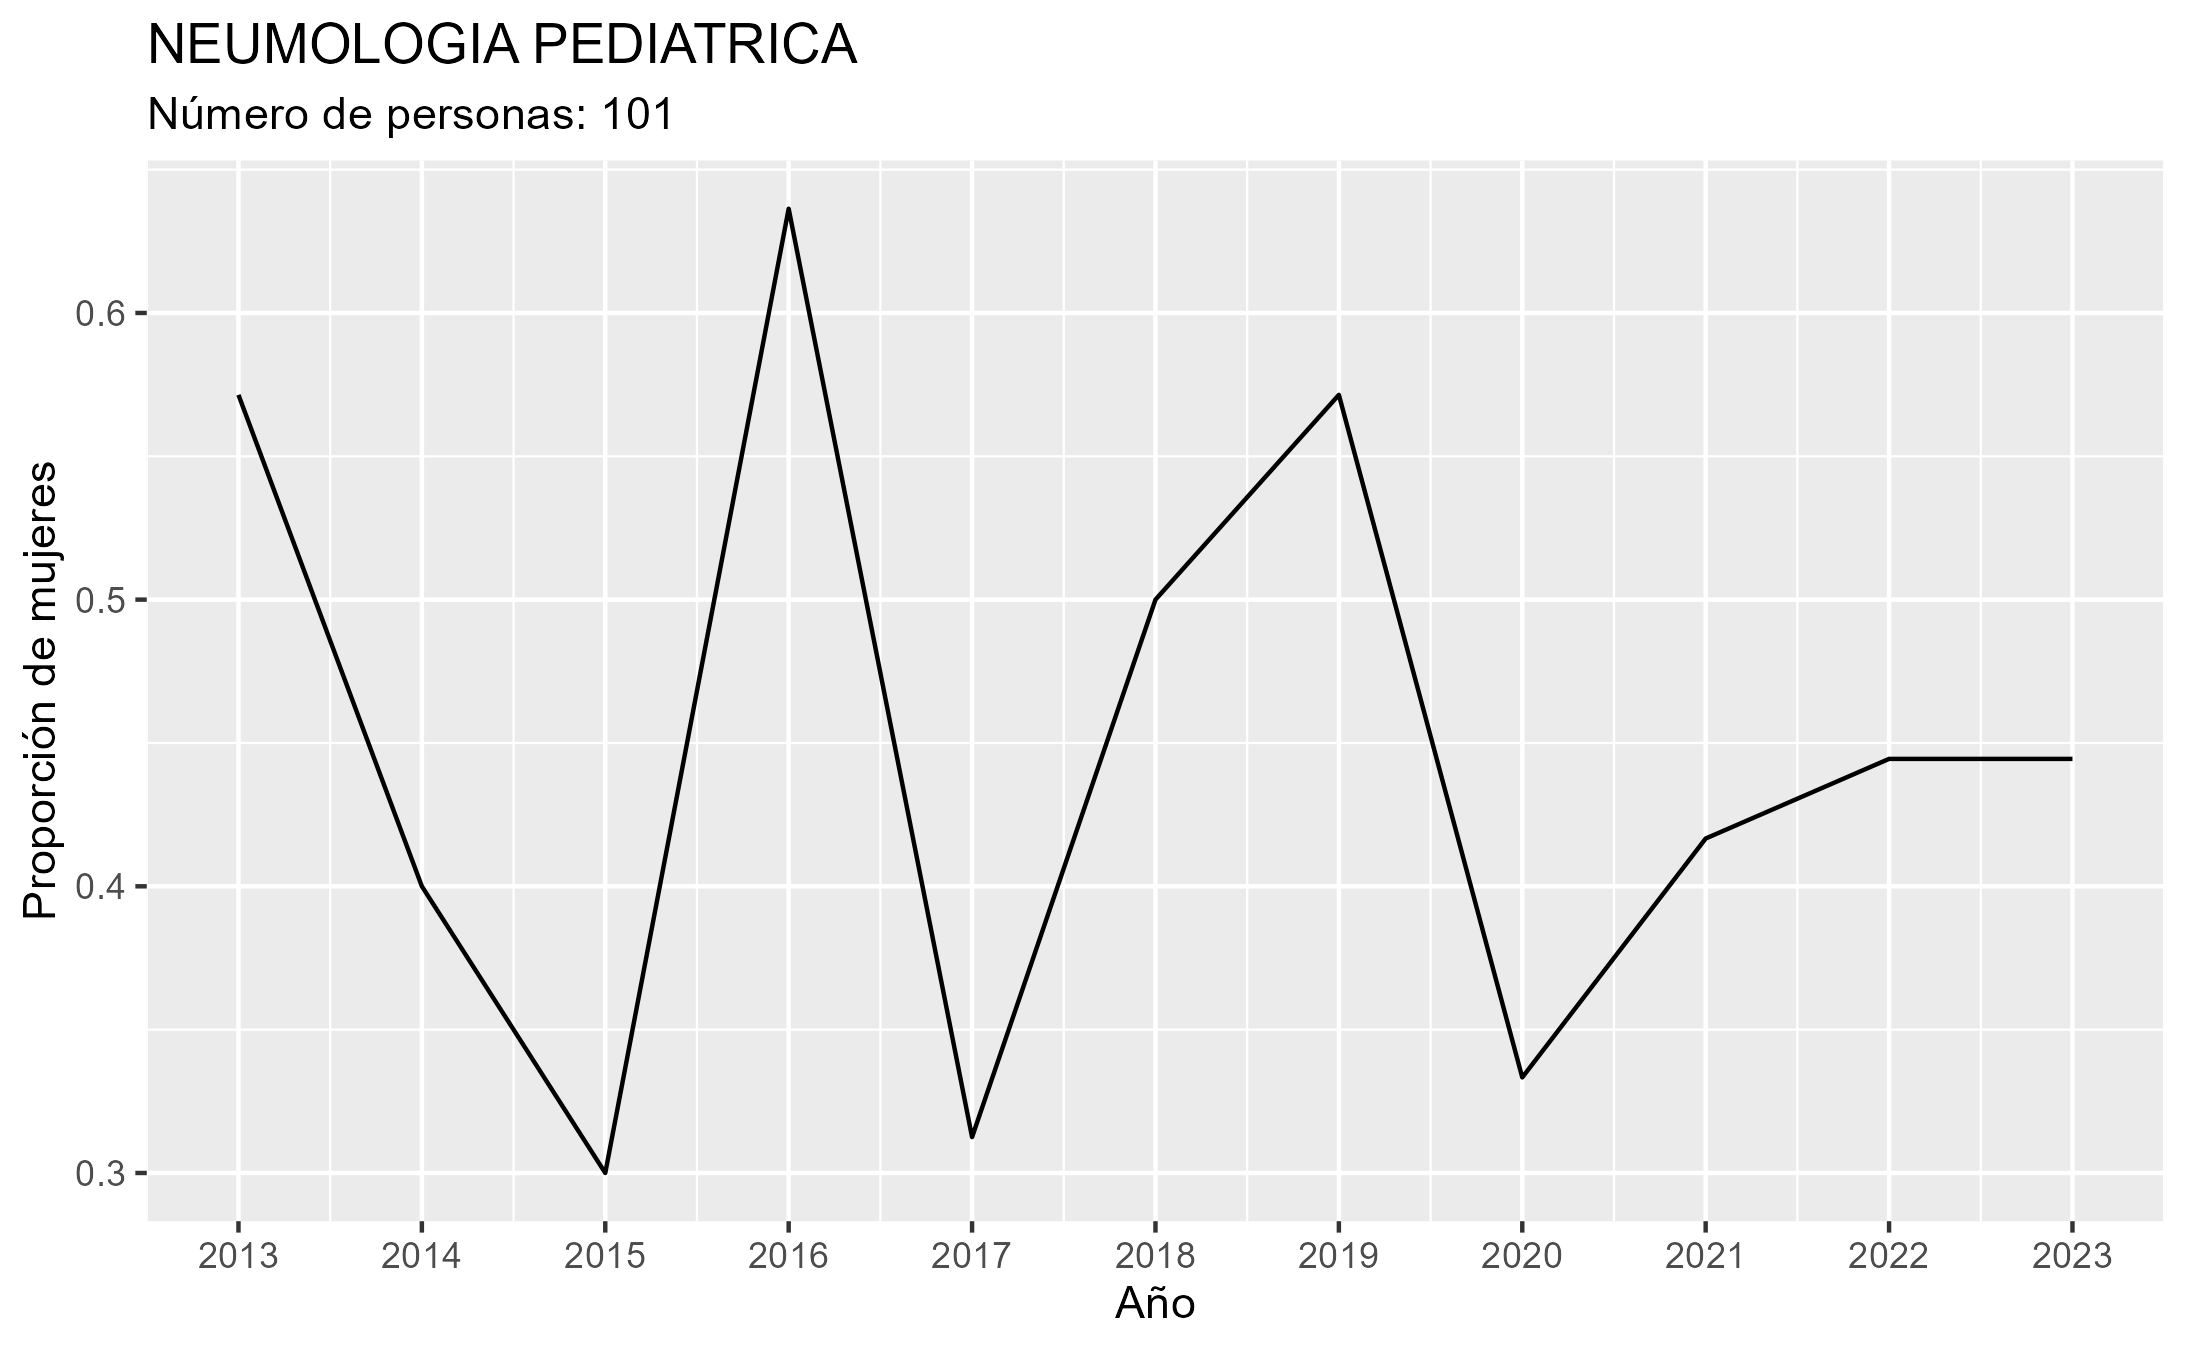 NEUMOLOGIA PEDIATRICA
Número de personas: 101
Proporción de mujeres
0.6
0.5
0.4
0.3
2013 2014 2015 2016 2017 2018 2019 2020 2021 2022 2023
Año